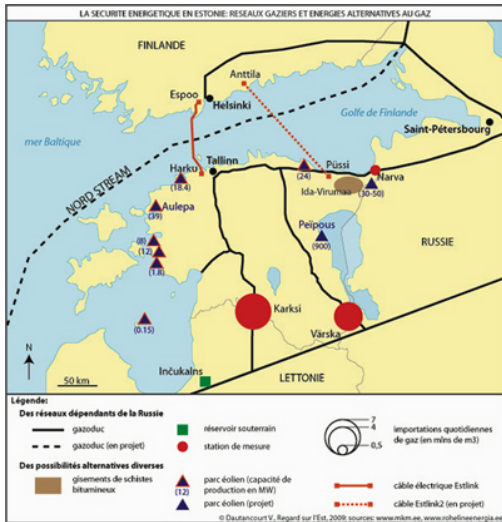 LA SECURITE ENERGETIQUE EN ESTONIE: RESEAUX GAZIERS ET ENERGIES ALTERNATIVES AU GAZ
FINLANDE
Anttila
Espoo
Helsinki
Golfe de Finlande
Saint-Pétersbourg
mer Baltique
NORD STREAM
Harku
(18.4)
Tallinn
(24)
Püssi
Narva
Ida-Virumaa
(30-50)
Aulepa
(39)
Peïpous
(900)
RUSSIE
(8)
(12)
(1.8)
(0.15)
Karksi
Värska
Inčukalns
LETTONIE
N
50 km
Légende:
Des réseaux dépendants de la Russie
gazoduc
gazoduc (en projet)
réservoir souterrain
station de mesure
7
4
0,5
importations quotidiennes
de gaz (en mlns de m3)
Des possibilités alternatives diverses
gisements de schistes
bitumineux
(12)
parc éolien (capacité de
production en MW)
parc éolien (projet)
câble électrique Estlink
câble Estlink2 (en projet)
© Dautancourt V., Regard sur l'Est, 2009; sources: www.mkm.ee, www.rohelineenergia.ee